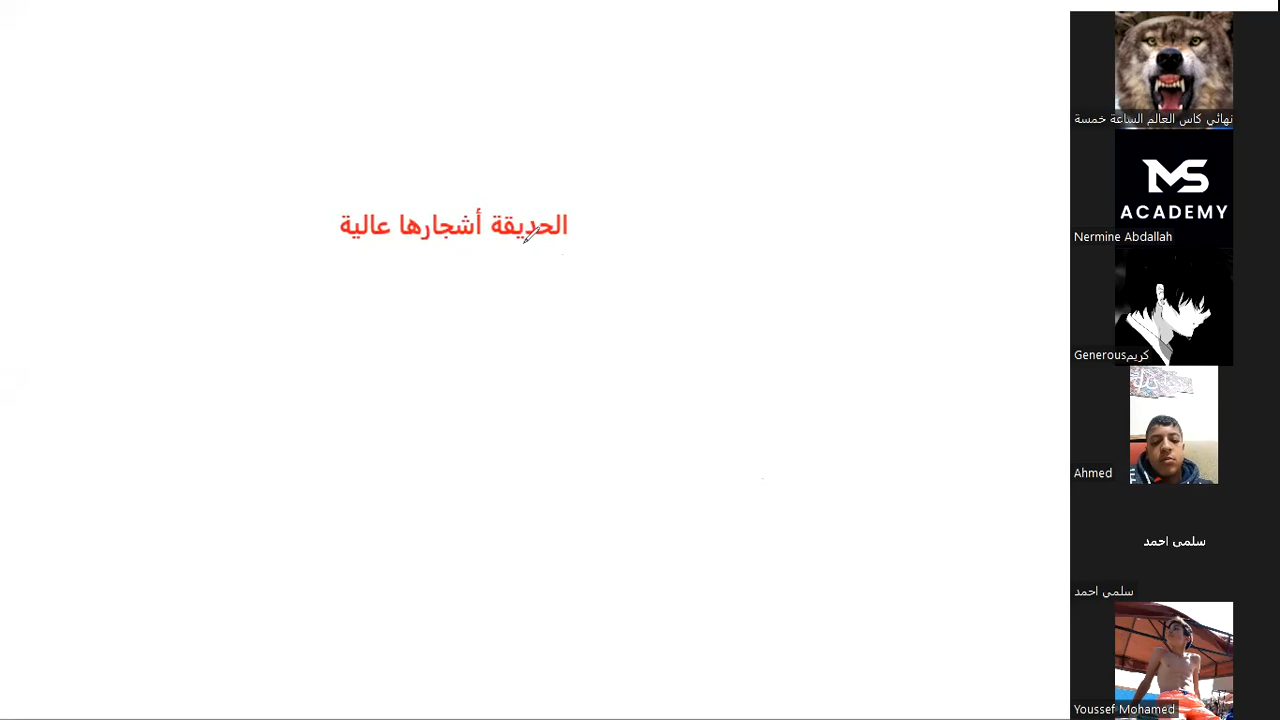 الحديقة أشجارها عالية
نهائي كاس العالم الساعة خمسة
MS
ACADEMY
Nermine Abdallah
Generousكريم
Ahmed
سلمى احمد
سلمى احمد
Youssef Mohamed